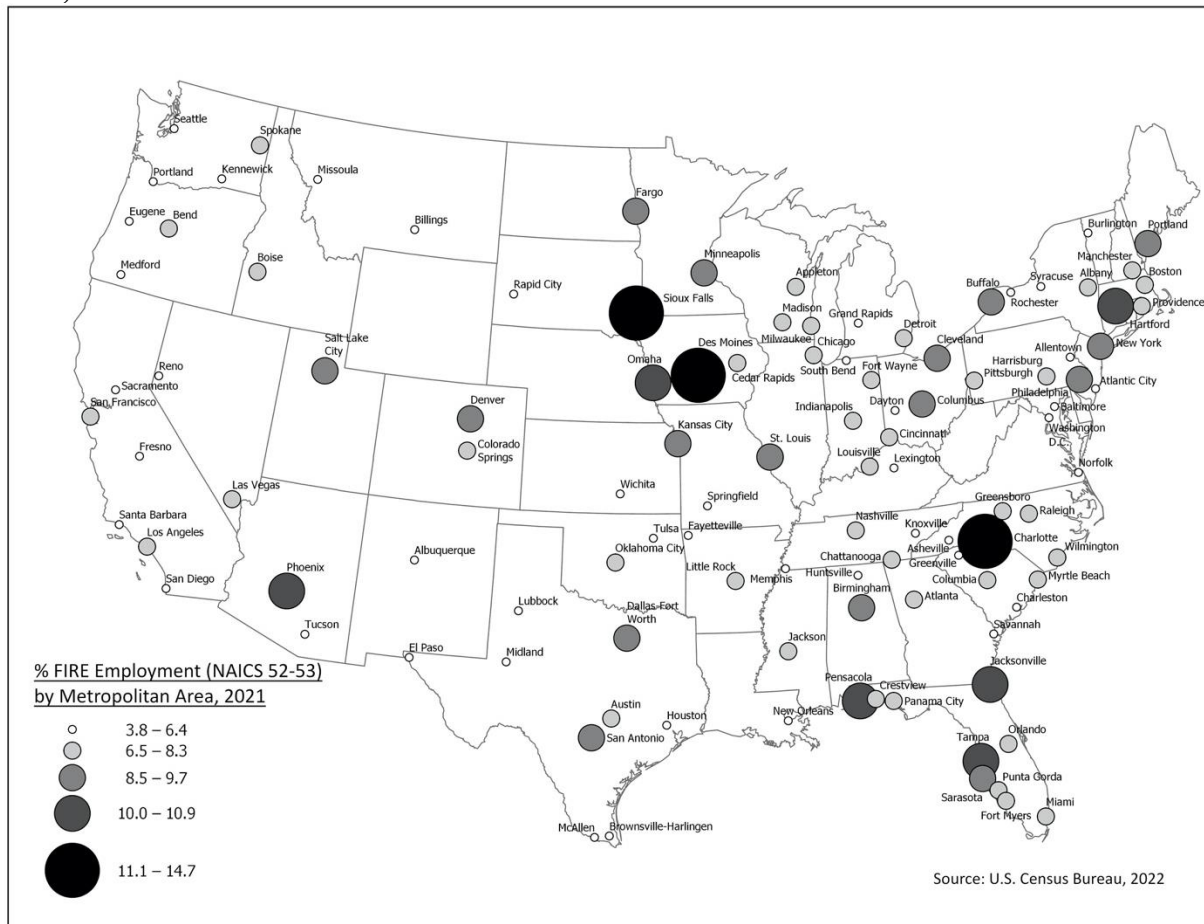 Seattle
Spokane
Portland
Kennewick
Missoula
Eugene
Bend
Billings
Medford
Boise
Fargo
Minneapolis
Rapid City
Sioux Falls
Appleton
Madison
Grand Rapids
Milwaukee
Detroit
Chicago
South Bend
Burlington
Portland
Manchester
Boston
Albany
Syracuse
Buffalo
Rochester
Providence
Hartford
Cleveland
Allentown
New York
Reno
Sacramento
San Francisco
Salt Lake
City
Omaha
Des Moines
Cedar Rapids
Fort Wayne
Harrisburg
Pittsburgh
Atlantic City
Philadelphia
Baltimore
Washington
D.C.
Denver
Colorado
Springs
Indianapolis
Dayton
Columbus
Cincinnati
Kansas City
St. Louis
Louisville
Lexington
Norfolk
Fresno
Las Vegas
Wichita
Springfield
Santa Barbara
Los Angeles
San Diego
Albuquerque
Tulsa
Fayetteville
Oklahoma City
Nashville
Knoxville
Greensboro
Raleigh
Asheville
Charlotte
Greenville
Wilmington
Phoenix
Tucson
Little Rock
Memphis
Chattanooga
Huntsville
Columbia
Myrtle Beach
Birmingham
Atlanta
Charleston
Lubbock
Dallas-Fort
Worth
Savannah
El Paso
Midland
Jackson
Jacksonville
Pensacola
Crestview
Panama City
Austin
San Antonio
Houston
New Orleans
Orlando
Tampa
Punta Gorda
Sarasota
Fort Myers
Miami
McAllen
Brownsville-Harlingen
% FIRE Employment (NAICS 52-53)
by Metropolitan Area, 2021
3.8 – 6.4
6.5 – 8.3
8.5 – 9.7
10.0 – 10.9
11.1 – 14.7
Source: U.S. Census Bureau, 2022